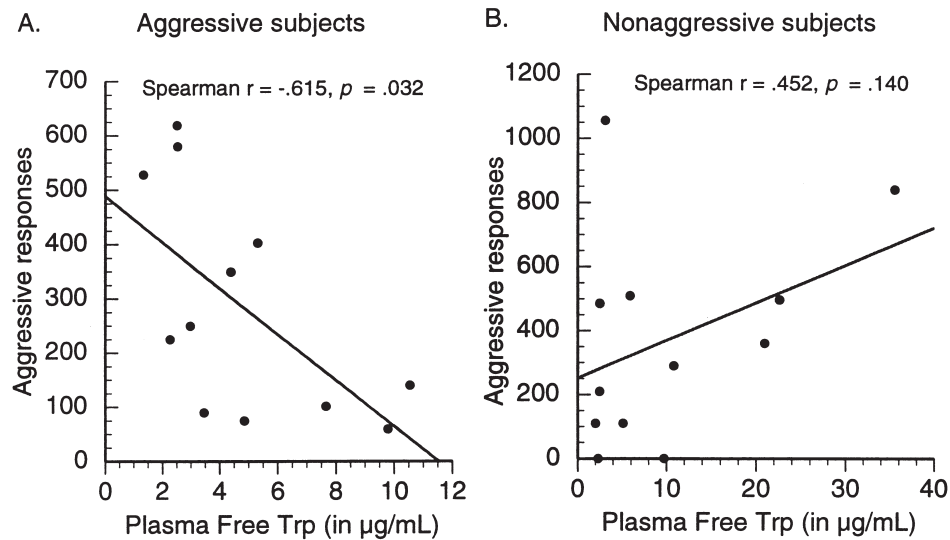 A.
Aggressive subjects
Spearman r = -.615, p = .032
Aggressive responses
700
600
500
400
300
200
100
0
0 2 4 6 8 10 12
Plasma Free Trp (in µg/mL)
B.
Nonaggressive subjects
Spearman r = .452, p = .140
Aggressive responses
1200
1000
800
600
400
200
0
0 10 20 30 40
Plasma Free Trp (in µg/mL)